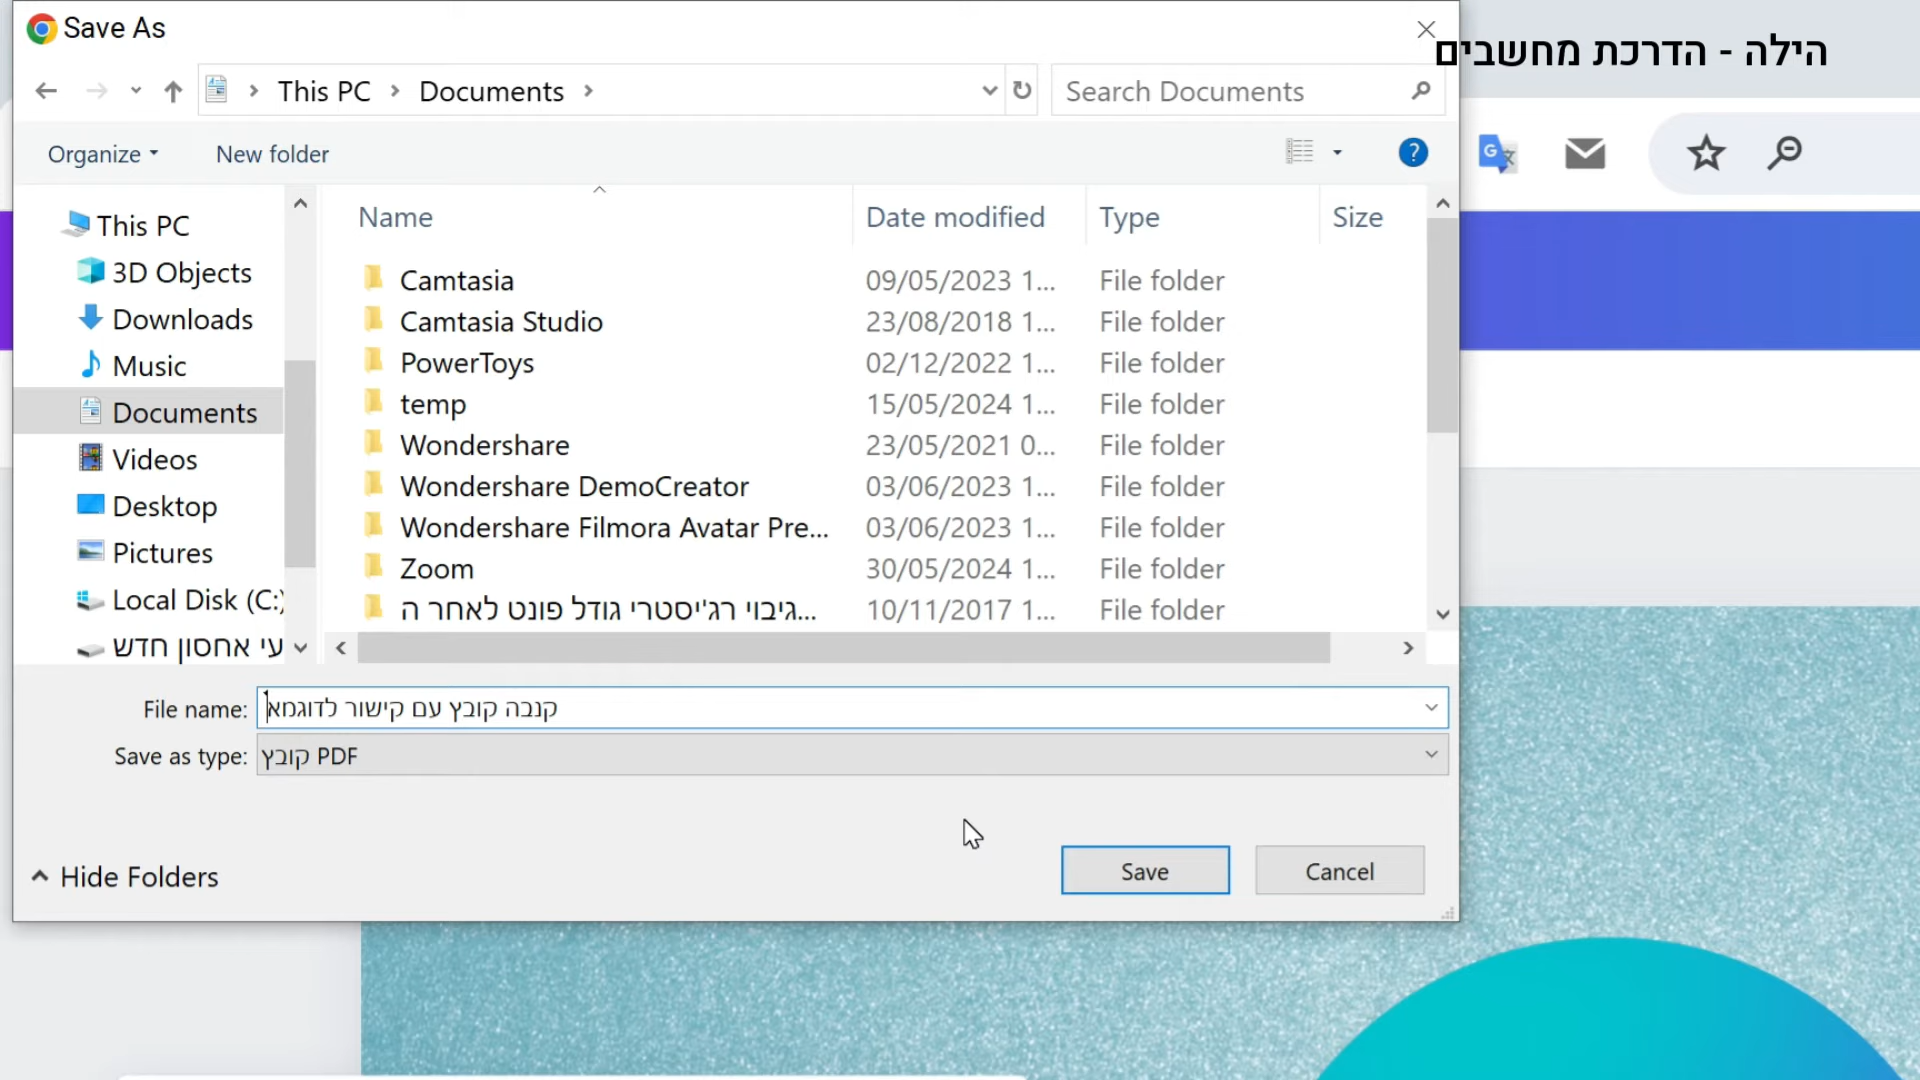 Save As
הילה - הדרכת מחשבים
This PC
Documents
Search Documents
Organize
New folder
?
G
Name
Date modified
Type
Size
This PC
3D Objects
Downloads
Music
Documents
Videos
Desktop
Pictures
Local Disk (C:)
עי אחסון חדש
Camtasia 09/05/2023 1... File folder
Camtasia Studio 23/08/2018 1... File folder
PowerToys 02/12/2022 1... File folder
temp 15/05/2024 1... File folder
Wondershare 23/05/2021 0... File folder
Wondershare DemoCreator 03/06/2023 1... File folder
Wondershare Filmora Avatar Pre... 03/06/2023 1... File folder
Zoom 30/05/2024 1... File folder
גיבוי רג'יסטרי גודל פונט לאחר ה... 10/11/2017 1... File folder
File name: קנבה קובץ עם קישור לדוגמא
Save as type: קובץ PDF
Hide Folders
Save
Cancel